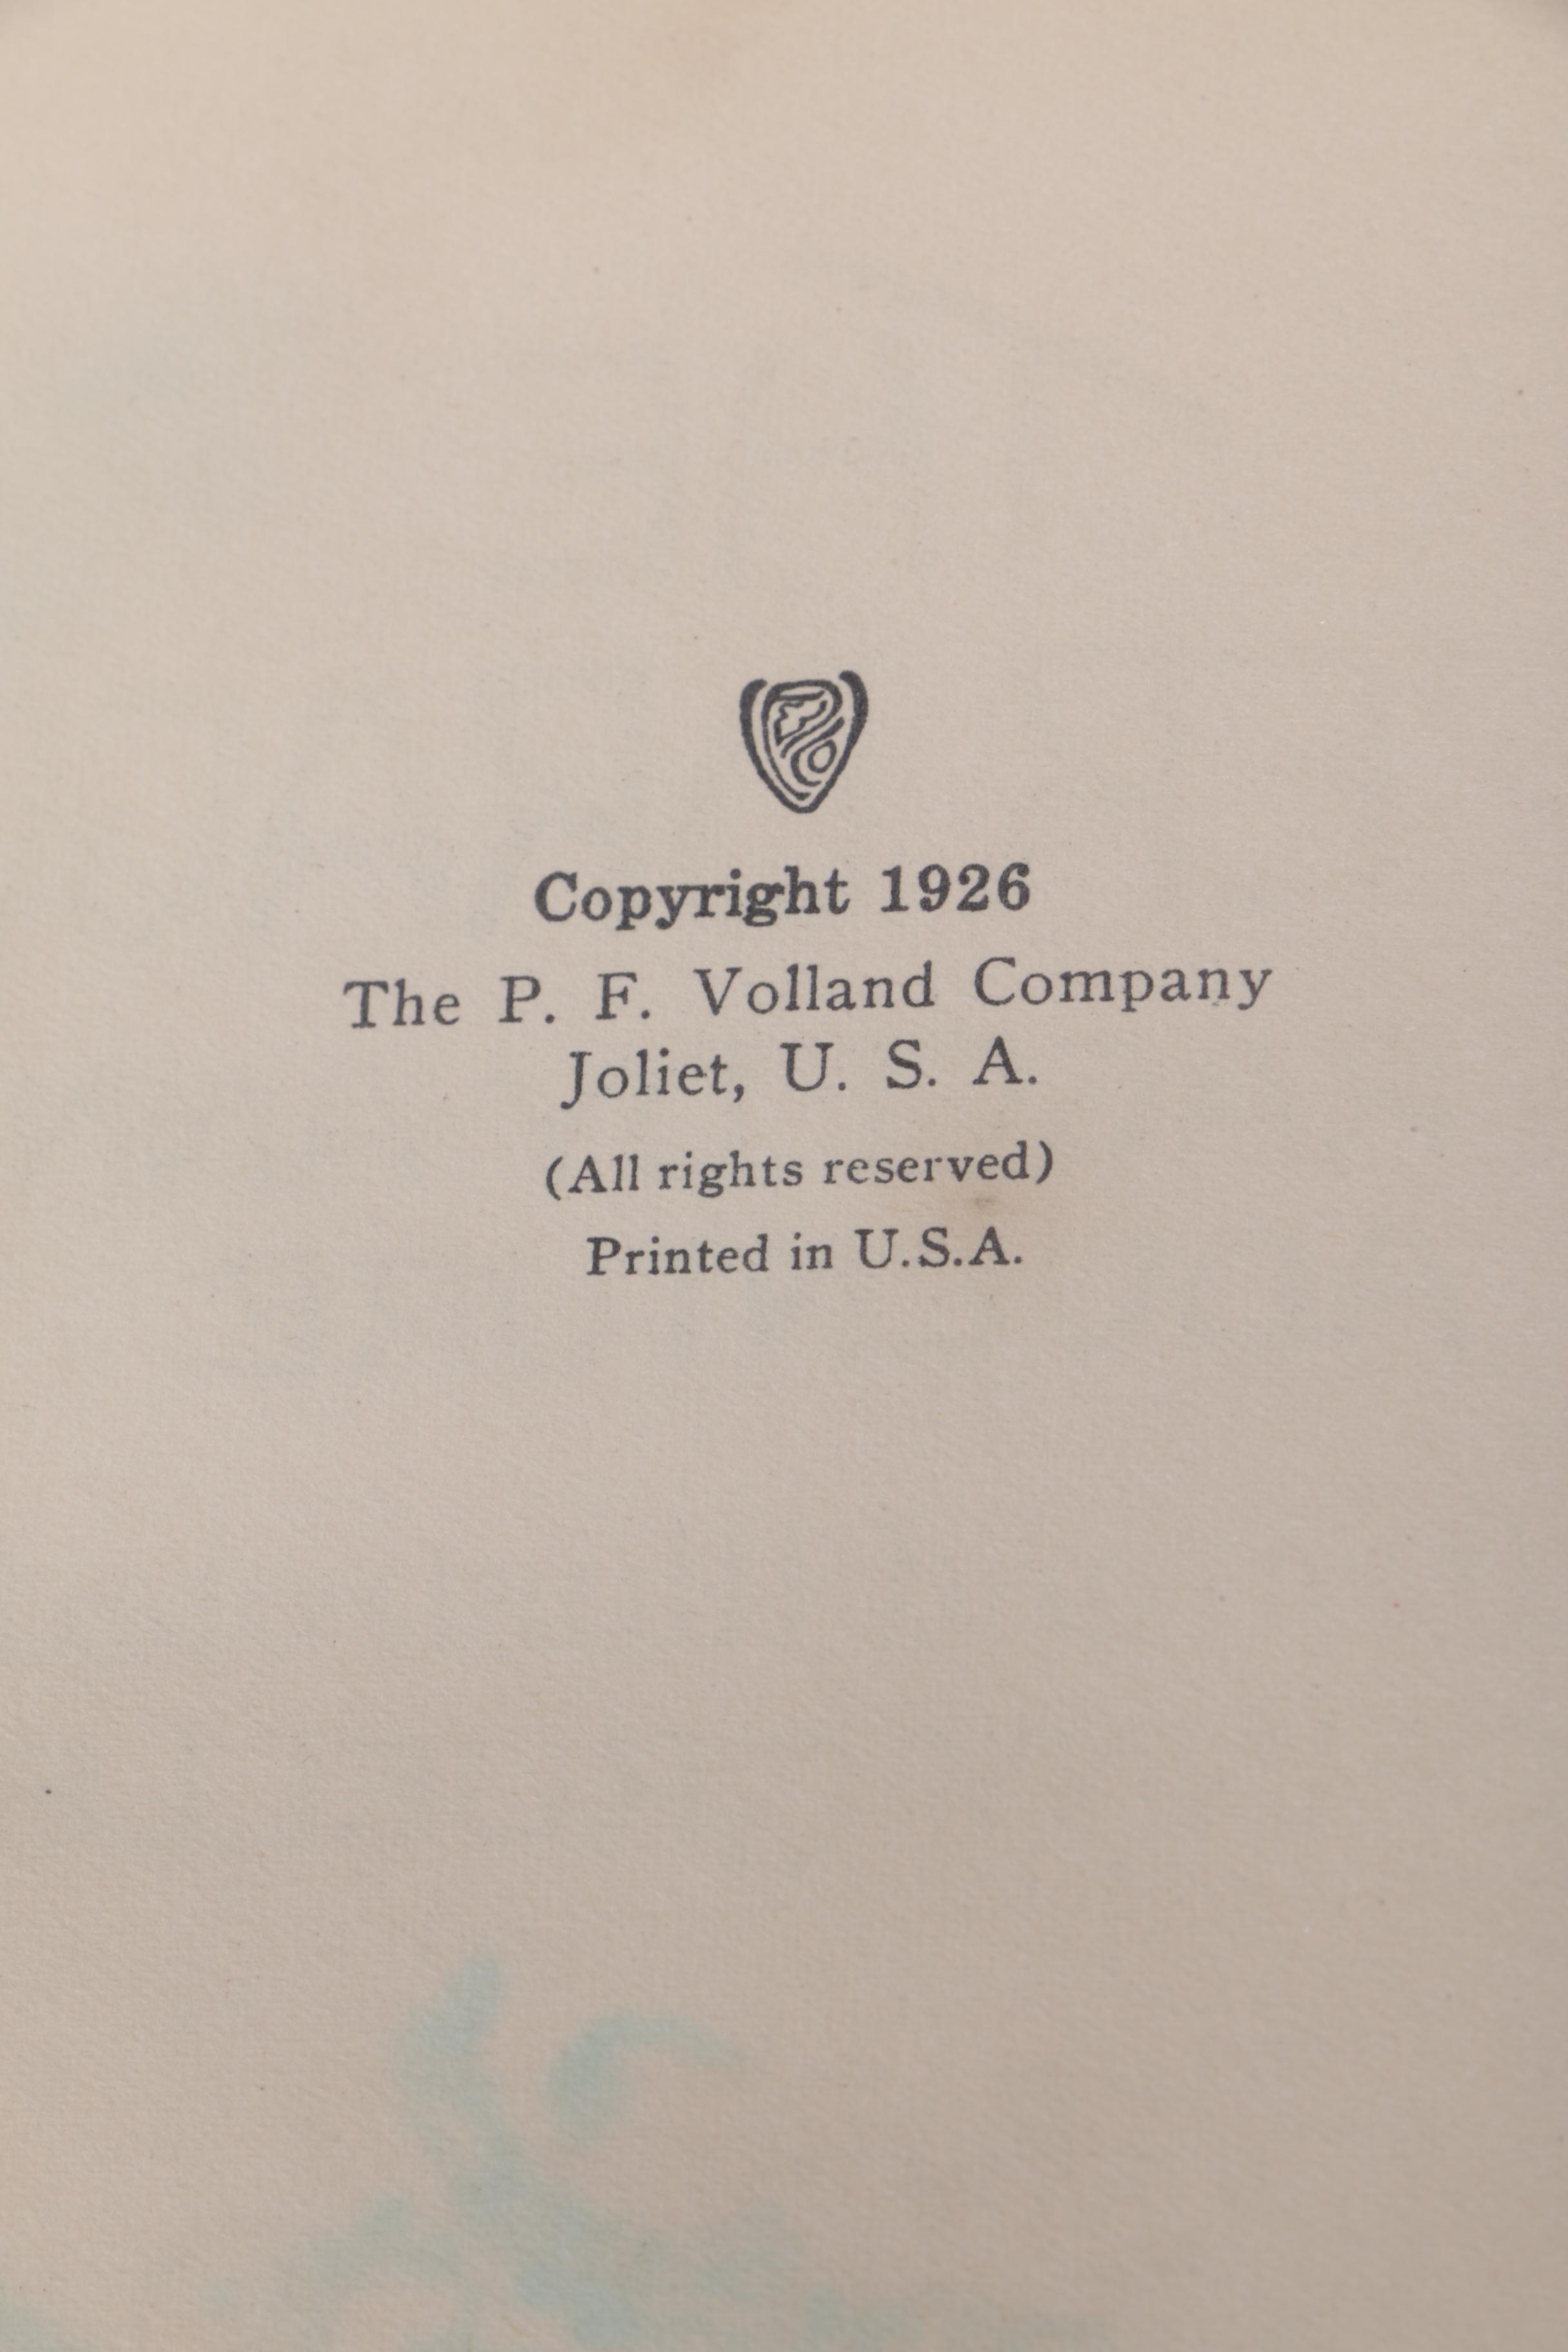 Copyright 1926
The P. F. Volland Company
Joliet, U. S. A.
(All rights reserved)
Printed in U.S.A.